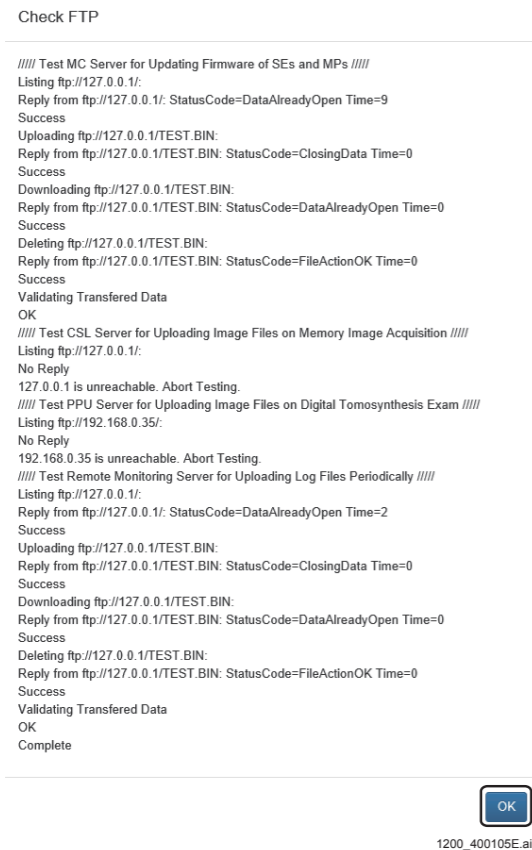 Check FTP
///// Test MC Server for Updating Firmware of SEs and MPs /////
Listing ftp://127.0.0.1/:
Reply from ftp://127.0.0.1/: StatusCode=DataAlreadyOpen Time=9
Success
Uploading ftp://127.0.0.1/TEST.BIN:
Reply from ftp://127.0.0.1/TEST.BIN: StatusCode=ClosingData Time=0
Success
Downloading ftp://127.0.0.1/TEST.BIN:
Reply from ftp://127.0.0.1/TEST.BIN: StatusCode=DataAlreadyOpen Time=0
Success
Deleting ftp://127.0.0.1/TEST.BIN:
Reply from ftp://127.0.0.1/TEST.BIN: StatusCode=FileActionOK Time=0
Success
Validating Transfered Data
OK
///// Test CSL Server for Uploading Image Files on Memory Image Acquisition /////
Listing ftp://127.0.0.1/:
No Reply
127.0.0.1 is unreachable. Abort Testing.
///// Test PPU Server for Uploading Image Files on Digital Tomosynthesis Exam /////
Listing ftp://192.168.0.35/:
No Reply
192.168.0.35 is unreachable. Abort Testing.
///// Test Remote Monitoring Server for Uploading Log Files Periodically /////
Listing ftp://127.0.0.1/:
Reply from ftp://127.0.0.1/: StatusCode=DataAlreadyOpen Time=2
Success
Uploading ftp://127.0.0.1/TEST.BIN:
Reply from ftp://127.0.0.1/TEST.BIN: StatusCode=ClosingData Time=0
Success
Downloading ftp://127.0.0.1/TEST.BIN:
Reply from ftp://127.0.0.1/TEST.BIN: StatusCode=DataAlreadyOpen Time=0
Success
Deleting ftp://127.0.0.1/TEST.BIN:
Reply from ftp://127.0.0.1/TEST.BIN: StatusCode=FileActionOK Time=0
Success
Validating Transfered Data
OK
Complete
OK
1200_400105E.ai